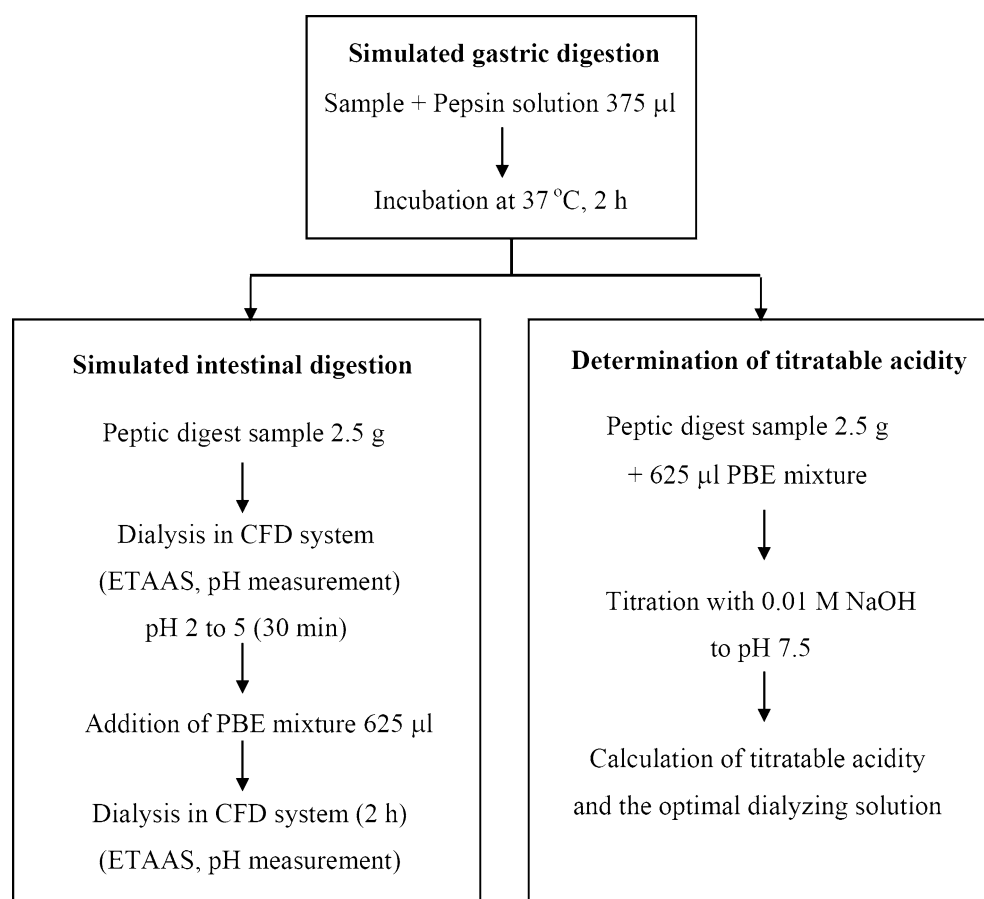 Simulated gastric digestion
Sample + Pepsin solution 375 µl
Incubation at 37 °C, 2 h
Simulated intestinal digestion
Peptic digest sample 2.5 g
Dialysis in CFD system
(ETAAS, pH measurement)
pH 2 to 5 (30 min)
Addition of PBE mixture 625 µl
Dialysis in CFD system (2 h)
(ETAAS, pH measurement)
Determination of titratable acidity
Peptic digest sample 2.5 g
+ 625 µl PBE mixture
Titration with 0.01 M NaOH
to pH 7.5
Calculation of titratable acidity
and the optimal dialyzing solution